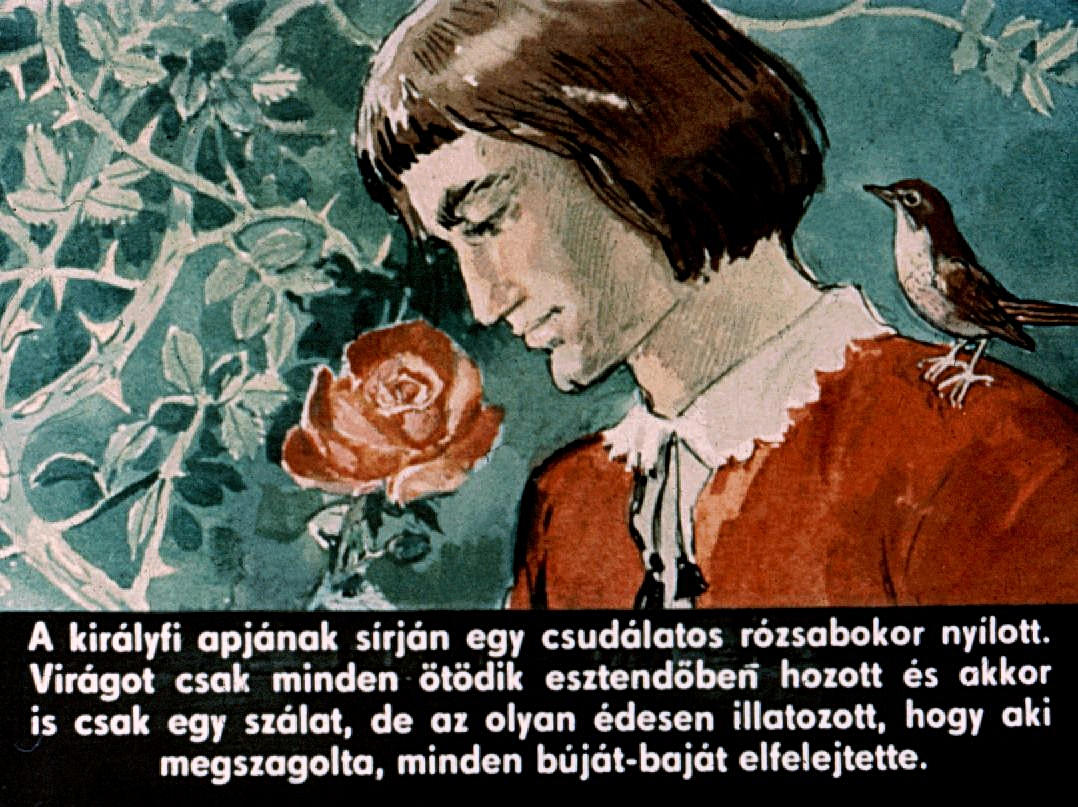 A királyfi apjának sírján egy csudálatos rózsabokor nyílott.
Virágot csak minden ötödik esztendőben hozott és akkor
is csak egy szálat, de az olyan édesen illatozott, hogy aki
megszagolta, minden búját-baját elfelejtette.